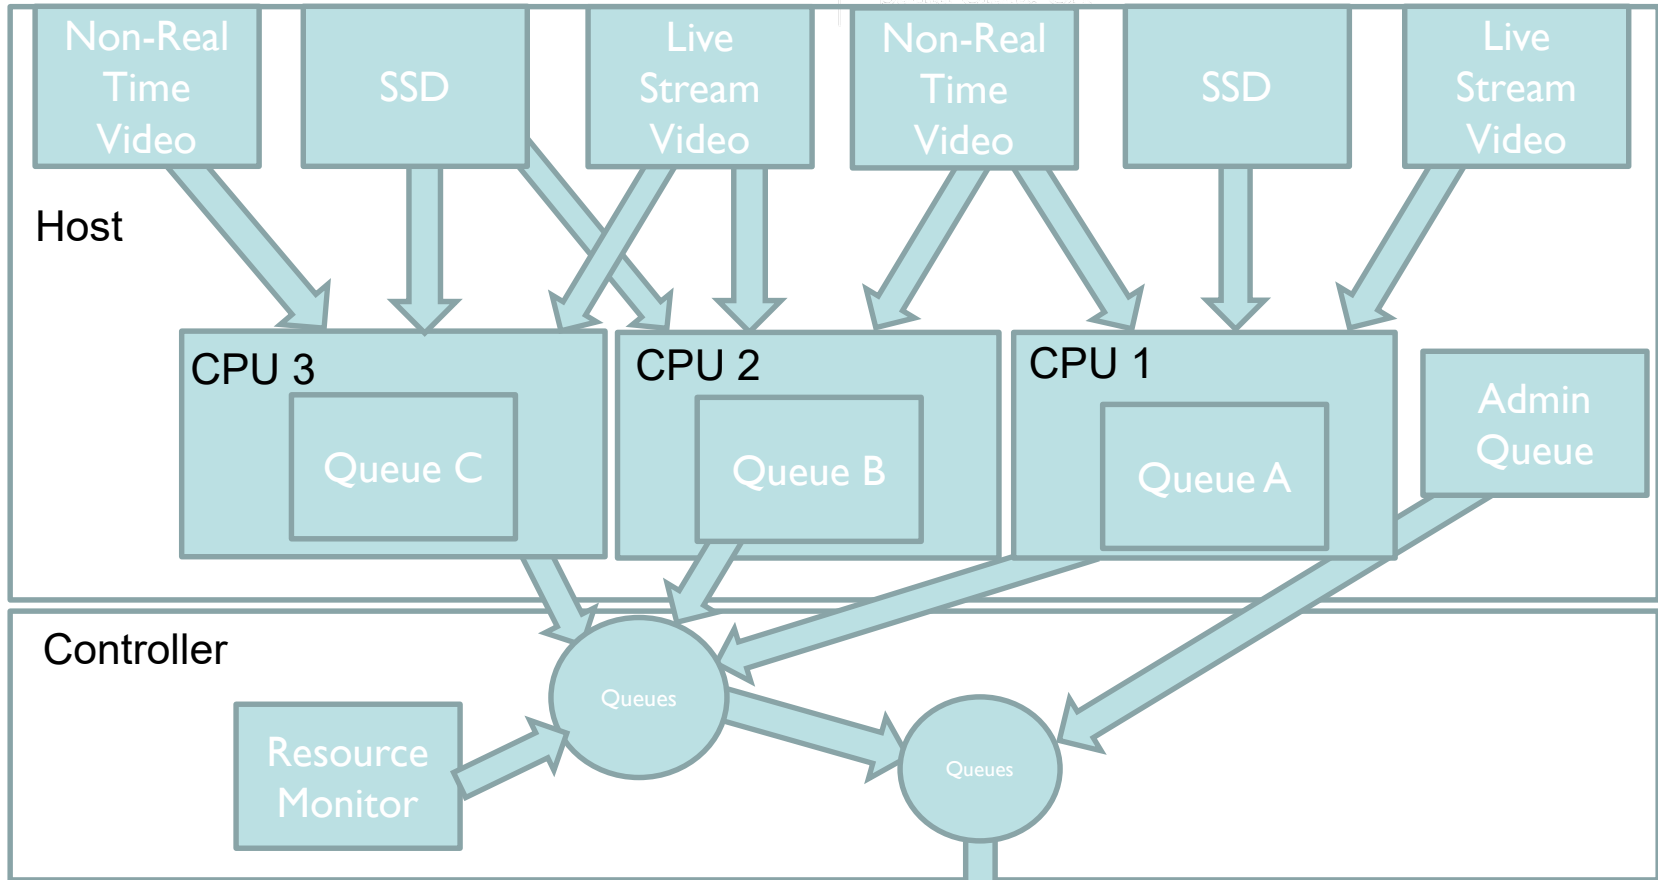 Non-Real
Time
Video
SSD
Live
Stream
Video
Non-Real
Time
Video
SSD
Live
Stream
Video
Host
CPU 3
Queue C
CPU 2
Queue B
CPU 1
Queue A
Admin
Queue
Controller
Queues
Resource
Monitor
Queues